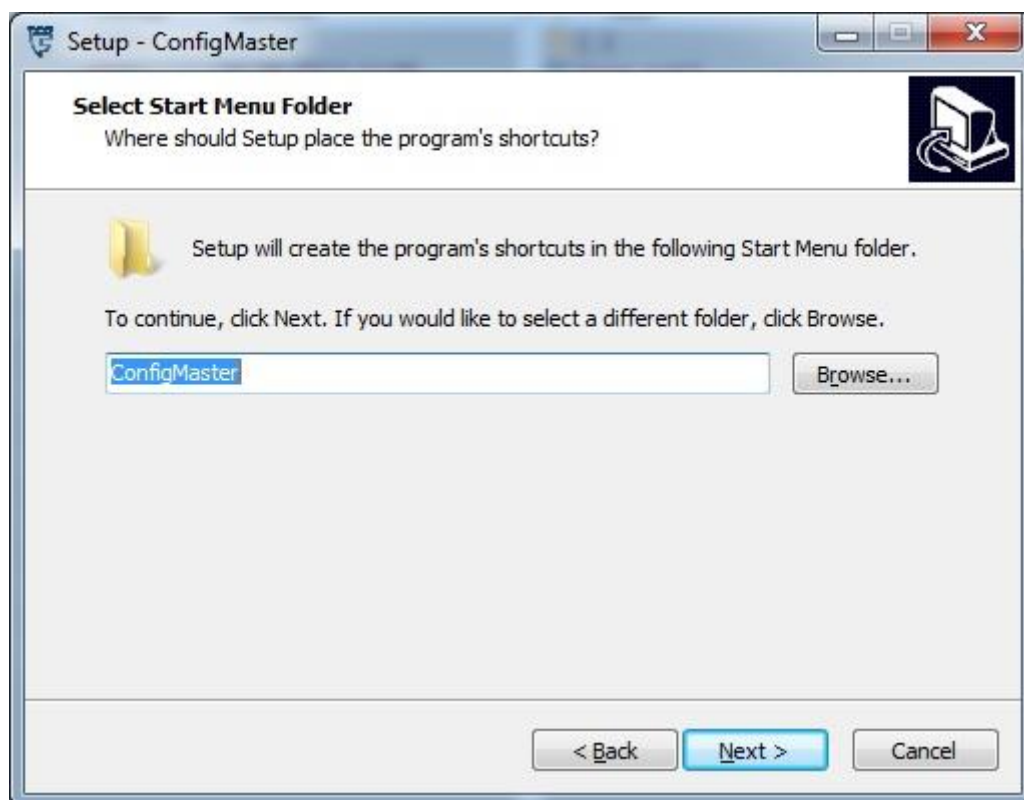 Setup - ConfigMaster
Select Start Menu Folder
Where should Setup place the program's shortcuts?
Setup will create the program's shortcuts in the following Start Menu folder.
To continue, click Next. If you would like to select a different folder, click Browse.
ConfigMaster
Browse...
< Back
Next >
Cancel